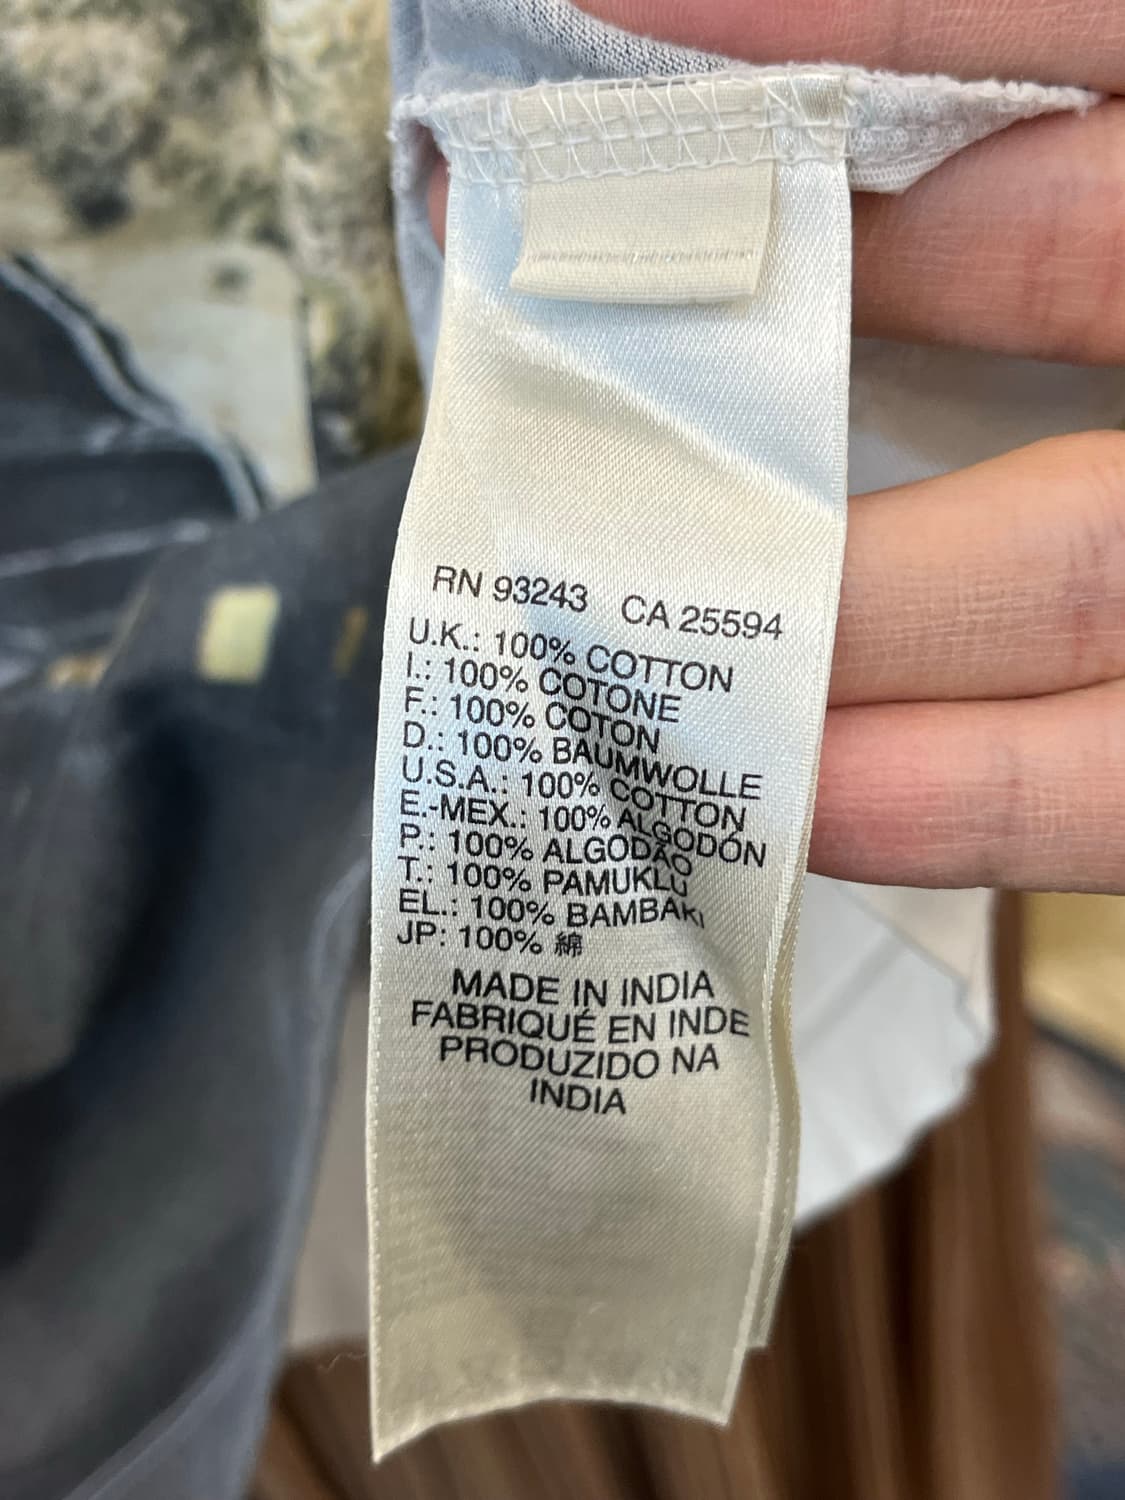 RN 93243 CA 25594
U.K.: 100% COTTON
I.: 100% COTONE
F.: 100% COTON
D.: 100% BAUMWOLLE
U.S.A.: 100% COTTON
E.-MEX.: 100% ALGODÓN
P.: 100% ALGODÃO
T.: 100% PAMUKLU
EL.: 100% BAMBAKI
JP: 100% 綿
MADE IN INDIA
FABRIQUÉ EN INDE
PRODUZIDO NA
INDIA